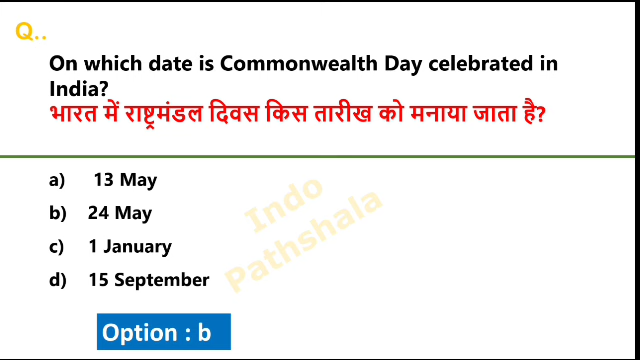 Q..
On which date is Commonwealth Day celebrated in
India?
भारत में राष्ट्रमंडल दिवस किस तारीख को मनाया जाता है?
a) 13 May
b) 24 May
c) 1 January
d) 15 September
Indo
Pathshala
Option : b